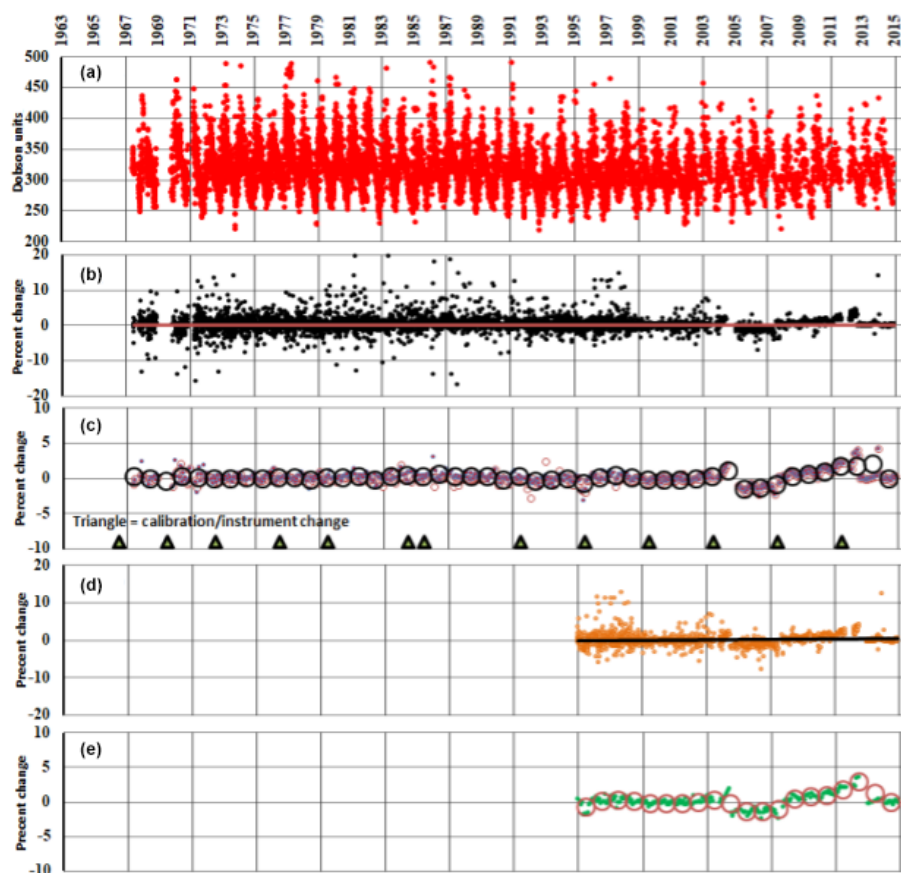 1963 1965 1967 1969 1971 1973 1975 1977 1979 1981 1983 1985 1987 1989 1991 1993 1995 1997 1999 2001 2003 2005 2007 2009 2011 2013 2015
(a)
Dobson units
500
450
400
350
300
250
200
(b)
Percent change
20
10
0
-10
-20
(c)
Percent change
10
5
0
-5
-10
Triangle = calibration/instrument change
(d)
Precent change
20
10
0
-10
-20
(e)
Precent change
10
5
0
-5
-10